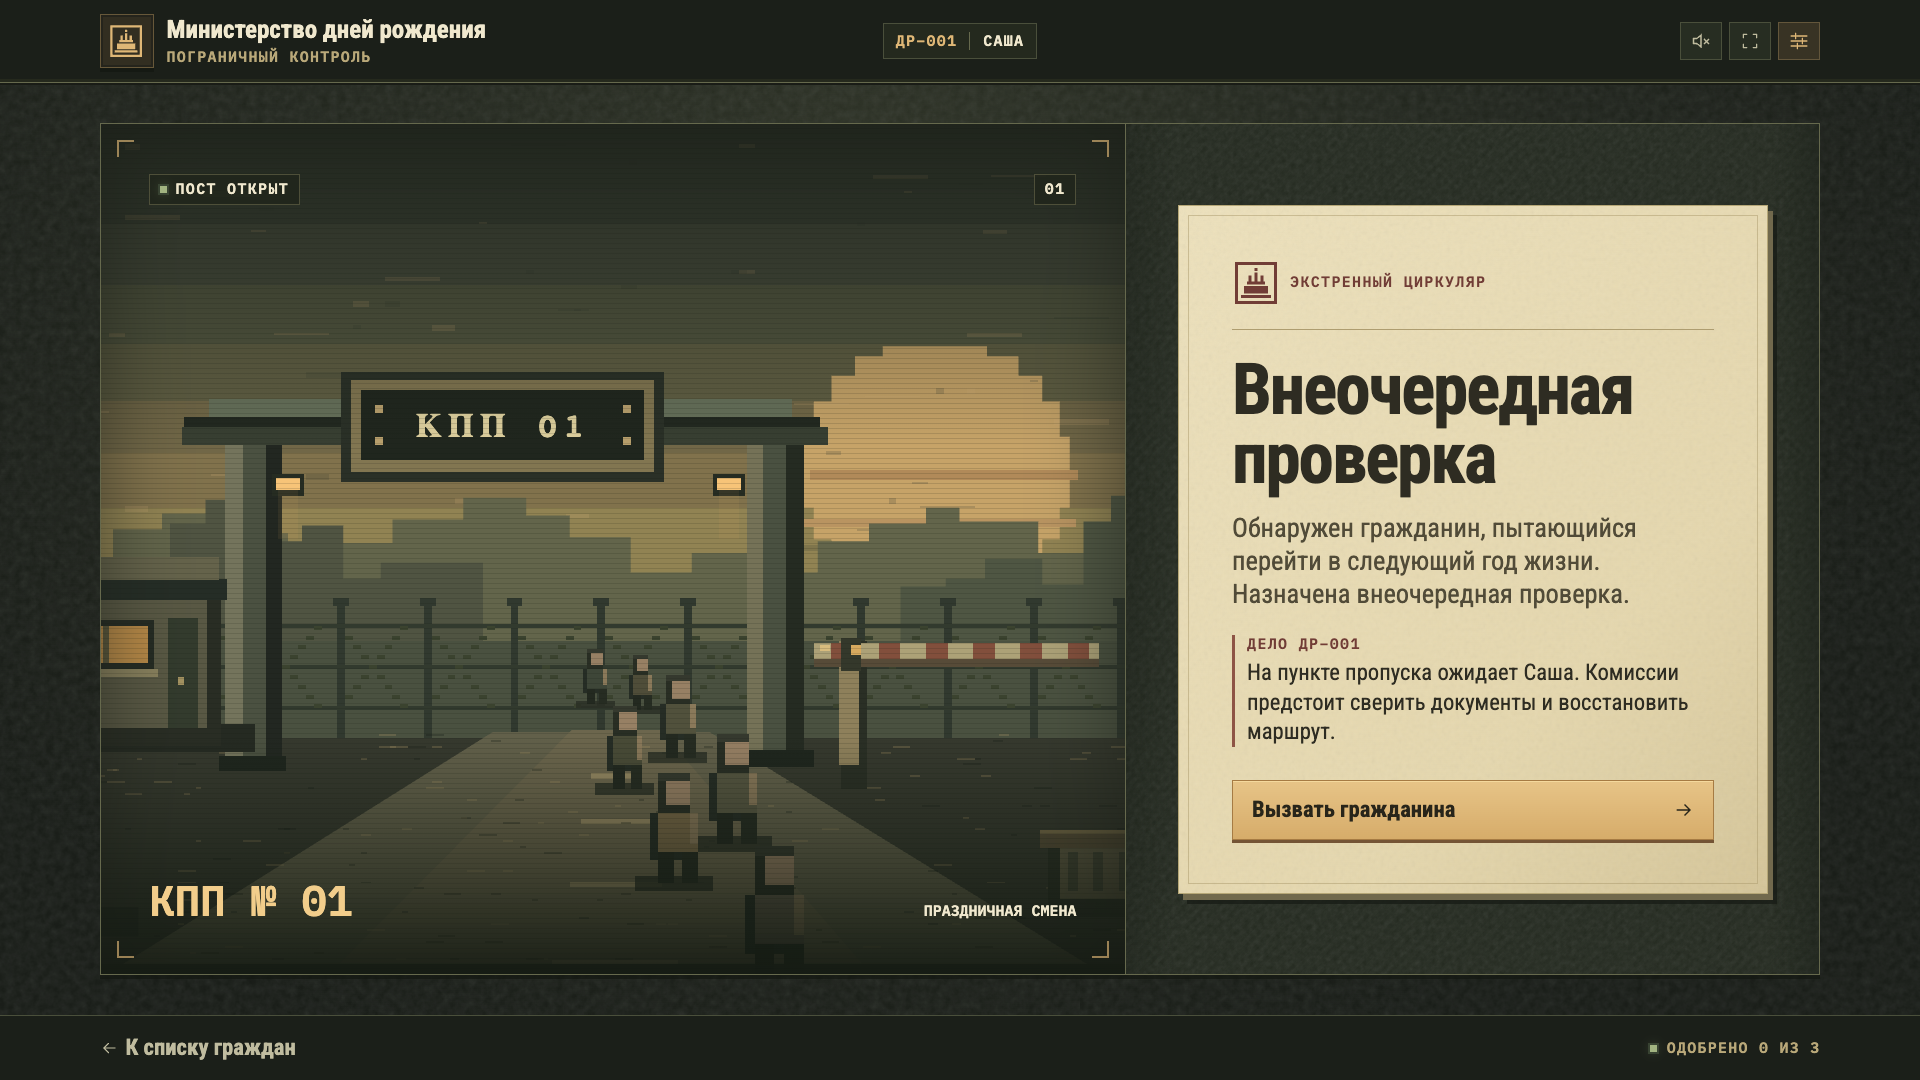 Министерство дней рождения
ПОГРАНИЧНЫЙ КОНТРОЛЬ
ДР-001 САША
ПОСТ ОТКРЫТ
01
КПП 01
КПП № 01
ПРАЗДНИЧНАЯ СМЕНА
ЭКСТРЕННЫЙ ЦИРКУЛЯР
Внеочередная
проверка
Обнаружен гражданин, пытающийся
перейти в следующий год жизни.
Назначена внеочередная проверка.
ДЕЛО ДР-001
На пункте пропуска ожидает Саша. Комиссии
предстоит сверить документы и восстановить
маршрут.
Вызвать гражданина →
← К списку граждан
ОДОБРЕНО 0 ИЗ 3